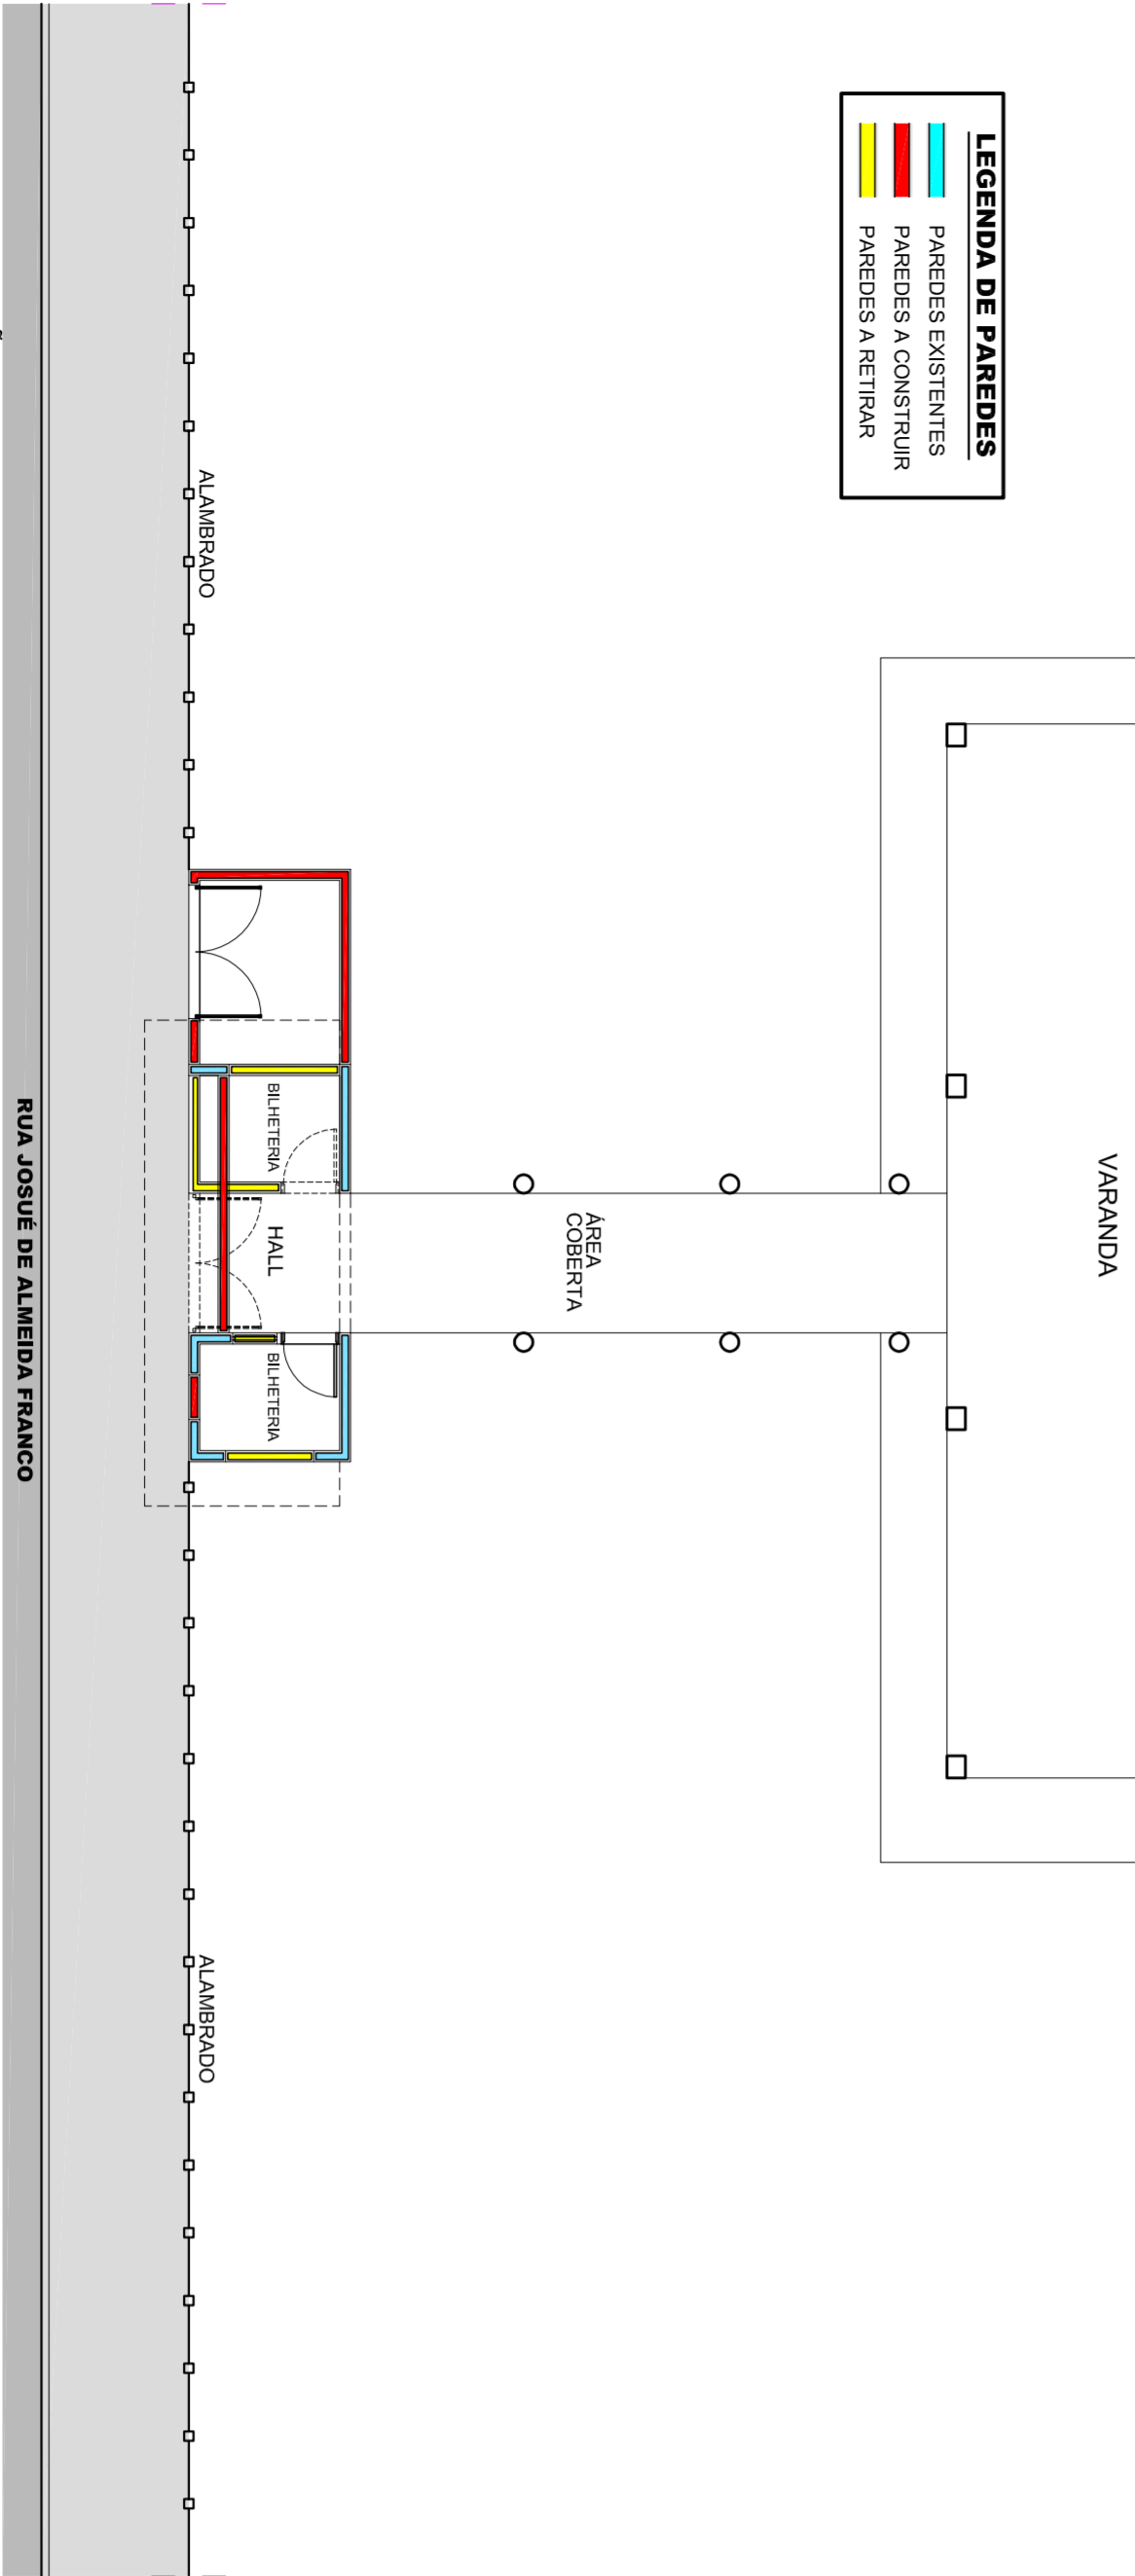 LEGENDA DE PAREDES
PAREDES EXISTENTES
PAREDES A CONSTRUIR
PAREDES A RETIRAR
VARANDA
ÁREA
COBERTA
BILHETERIA
HALL
BILHETERIA
ALAMBRADO
ALAMBRADO
RUA JOSUÉ DE ALMEIDA FRANCO